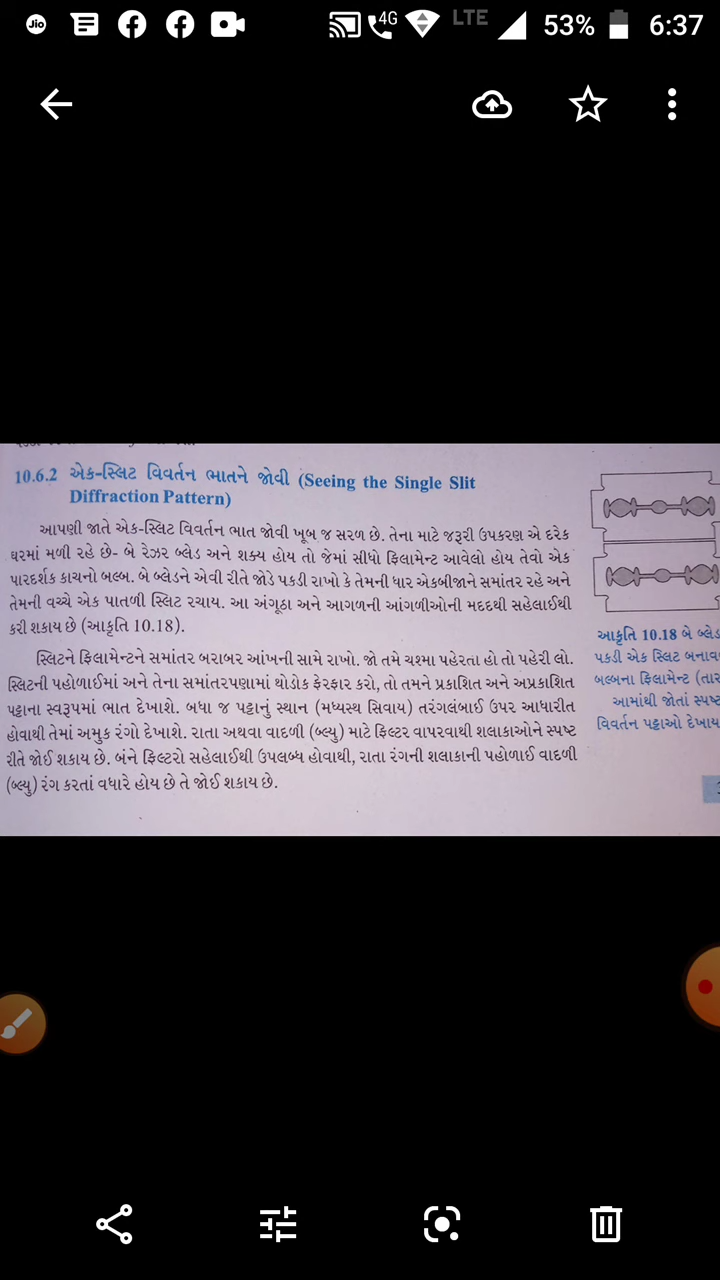 Jio
4G
LTE
53%
6:37
10.6.2 એક-સ્લિટ વિવર્તન ભાતને જોવી (Seeing the Single Slit
Diffraction Pattern)
આપણી જાતે એક-સ્લિટ વિવર્તન ભાત જોવી ખૂબ જ સરળ છે. તેના માટે જરૂરી ઉપકરણ એ દરેક
ઘરમાં મળી રહે છે- બે રેઝર બ્લેડ અને શક્ય હોય તો જેમાં સીધો ફિલામેન્ટ આવેલો હોય તેવો એક
પારદર્શક કાચનો બલ્બ. બે બ્લેડને એવી રીતે જોડે પકડી રાખો કે તેમની ધાર એકબીજાને સમાંતર રહે અને
તેમની વચ્ચે એક પાતળી સ્લિટ રચાય. આ અંગૂઠા અને આગળની આંગળીઓની મદદથી સહેલાઈથી
કરી શકાય છે (આકૃતિ 10.18).
સ્લિટને ફિલામેન્ટને સમાંતર બરાબર આંખની સામે રાખો. જો તમે ચશ્મા પહેરતા હો તો પહેરી લો.
સ્લિટની પહોળાઈમાં અને તેના સમાંતરપણામાં થોડોક ફેરફાર કરો, તો તમને પ્રકાશિત અને અપ્રકાશિત
પટ્ટાના સ્વરૂપમાં ભાત દેખાશે. બધા જ પટ્ટાનું સ્થાન (મધ્યસ્થ સિવાય) તરંગલંબાઈ ઉપર આધારીત
હોવાથી તેમાં અમુક રંગો દેખાશે. રાતા અથવા વાદળી (બ્લ્યુ) માટે ફિલ્ટર વાપરવાથી શલાકાઓને સ્પષ્ટ
રીતે જોઈ શકાય છે. બંને ફિલ્ટરો સહેલાઈથી ઉપલબ્ધ હોવાથી, રાતા રંગની શલાકાની પહોળાઈ વાદળી
(બ્લ્યુ) રંગ કરતાં વધારે હોય છે તે જોઈ શકાય છે.
આકૃતિ 10.18 બે બ્લેડ
પકડી એક સ્લિટ બનાવ
બલ્બના ફિલામેન્ટ (તાર
આમાંથી જોતાં સ્પષ્ટ
વિવર્તન પટ્ટાઓ દેખાય